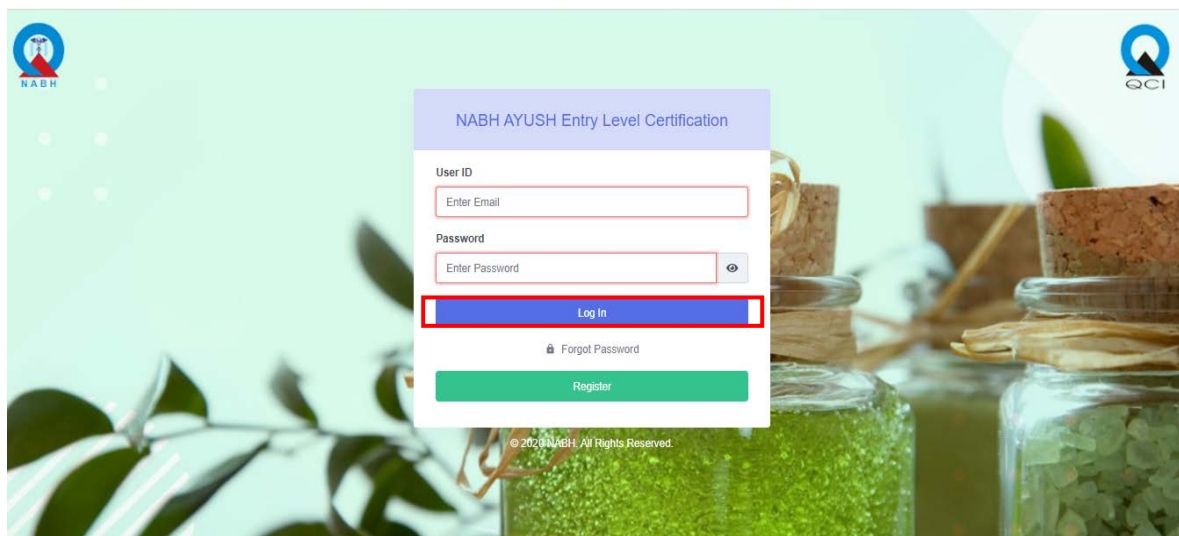 NABH
QCI
NABH AYUSH Entry Level Certification
User ID
Enter Email
Password
Enter Password
Log In
Forgot Password
Register
© 2020 NABH. All Rights Reserved.